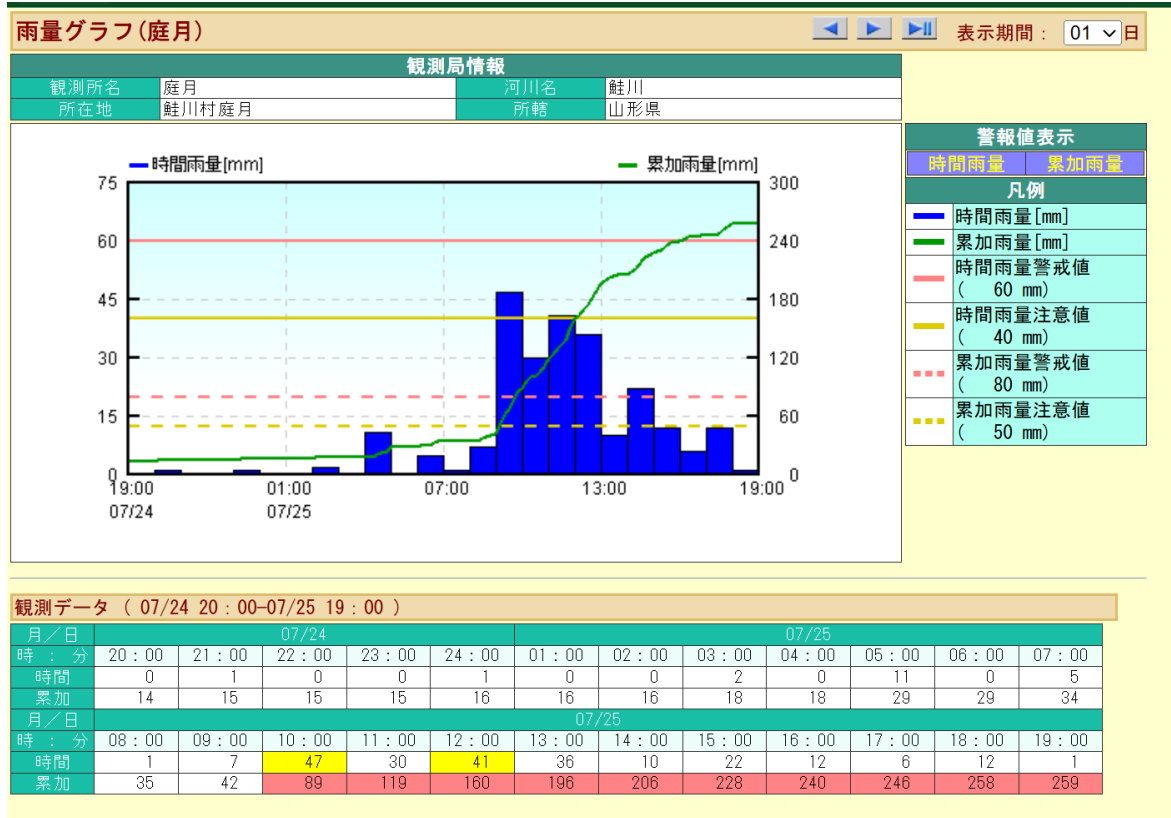 雨量グラフ(庭月)
表示期間: 01 日
観測局情報
観測所名 庭月 河川名 鮭川
所在地 鮭川村庭月 所轄 山形県
時間雨量[mm] 累加雨量[mm]
75 300
60 240
45 180
30 120
15 60
0 0
19:00 01:00 07:00 13:00 19:00
07/24 07/25
警報値表示
時間雨量 累加雨量
凡例
時間雨量[mm]
累加雨量[mm]
時間雨量警戒値
( 60 mm)
時間雨量注意値
( 40 mm)
累加雨量警戒値
( 80 mm)
累加雨量注意値
( 50 mm)
観測データ ( 07/24 20:00-07/25 19:00 )
月/日 07/24 07/25
時 : 分 20:00 21:00 22:00 23:00 24:00 01:00 02:00 03:00 04:00 05:00 06:00 07:00
時間 0 1 0 0 1 0 0 2 0 11 0 5
累加 14 15 15 15 16 16 16 18 18 29 29 34
月/日 07/25
時 : 分 08:00 09:00 10:00 11:00 12:00 13:00 14:00 15:00 16:00 17:00 18:00 19:00
時間 1 7 47 30 41 36 10 22 12 6 12 1
累加 35 42 89 119 160 196 206 228 240 246 258 259